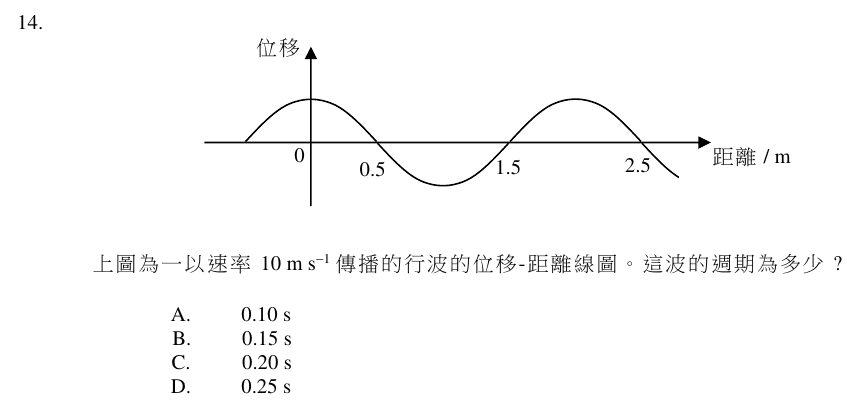 14.
位移
0
0.5
1.5
2.5
距離 / m
上圖為一以速率 10 m s⁻¹ 傳播的行波的位移-距離線圖。這波的週期為多少 ?
A. 0.10 s
B. 0.15 s
C. 0.20 s
D. 0.25 s